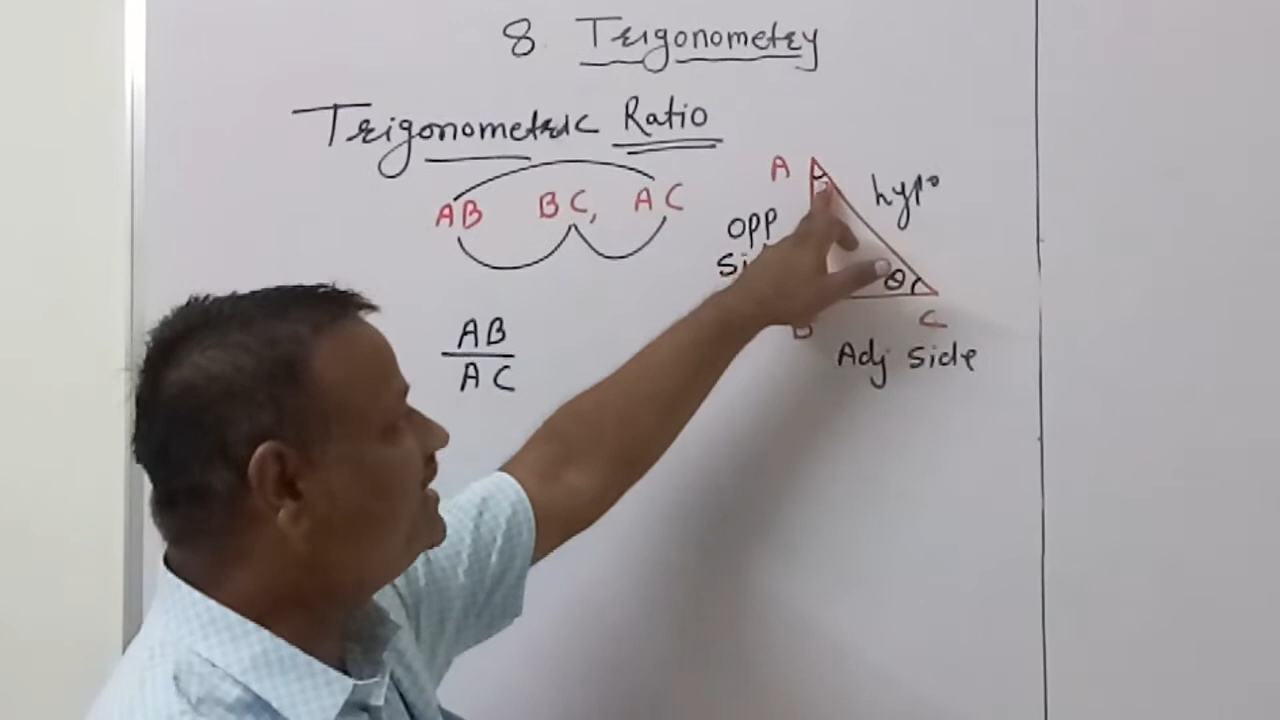 8 Trigonometry
Trigonometric Ratio
AB BC, AC
AB
AC
A
hypo
opp
θ
B
C
Adj side